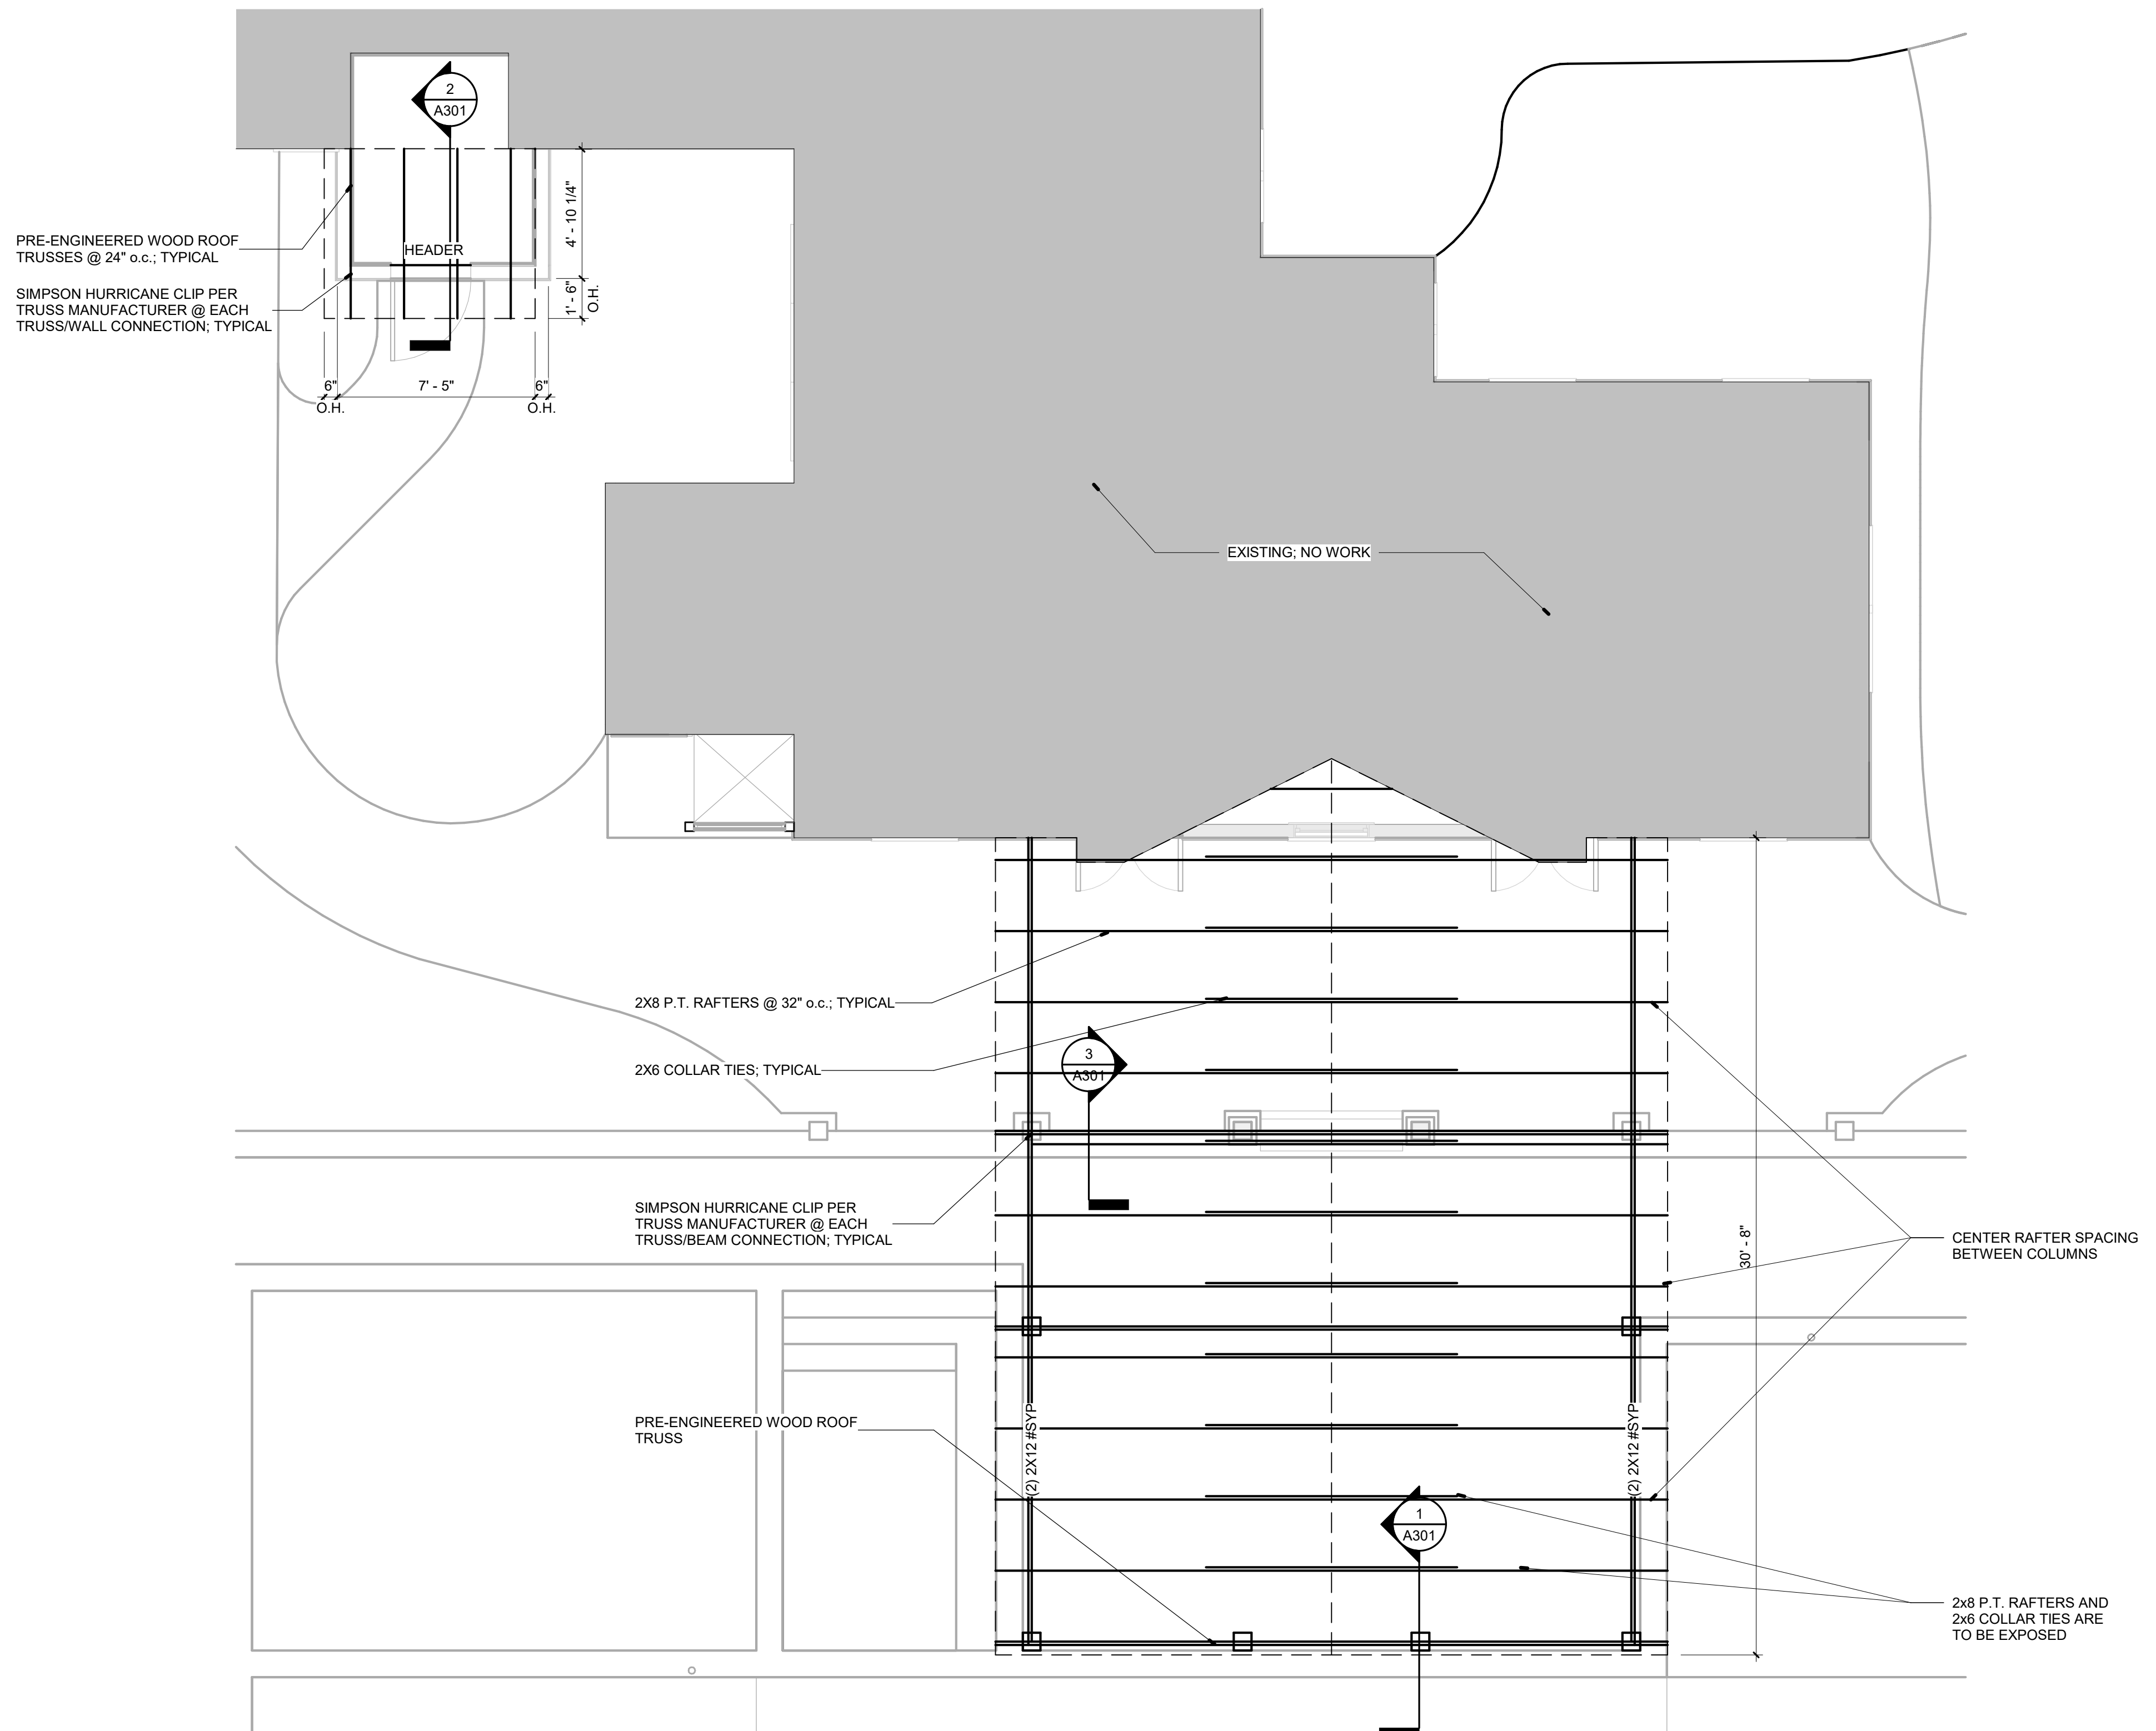 2
A301
PRE-ENGINEERED WOOD ROOF
TRUSSES @ 24" o.c.; TYPICAL
SIMPSON HURRICANE CLIP PER
TRUSS MANUFACTURER @ EACH
TRUSS/WALL CONNECTION; TYPICAL
HEADER
4' - 10 1/4"
1' - 6"
O.H.
6"
O.H.
7' - 5"
6"
O.H.
EXISTING; NO WORK
2X8 P.T. RAFTERS @ 32" o.c.; TYPICAL
2X6 COLLAR TIES; TYPICAL
3
A301
SIMPSON HURRICANE CLIP PER
TRUSS MANUFACTURER @ EACH
TRUSS/BEAM CONNECTION; TYPICAL
30' - 8"
CENTER RAFTER SPACING
BETWEEN COLUMNS
PRE-ENGINEERED WOOD ROOF
TRUSS
(2) 2X12 #SYP
(2) 2X12 #SYP
1
A301
2x8 P.T. RAFTERS AND
2x6 COLLAR TIES ARE
TO BE EXPOSED